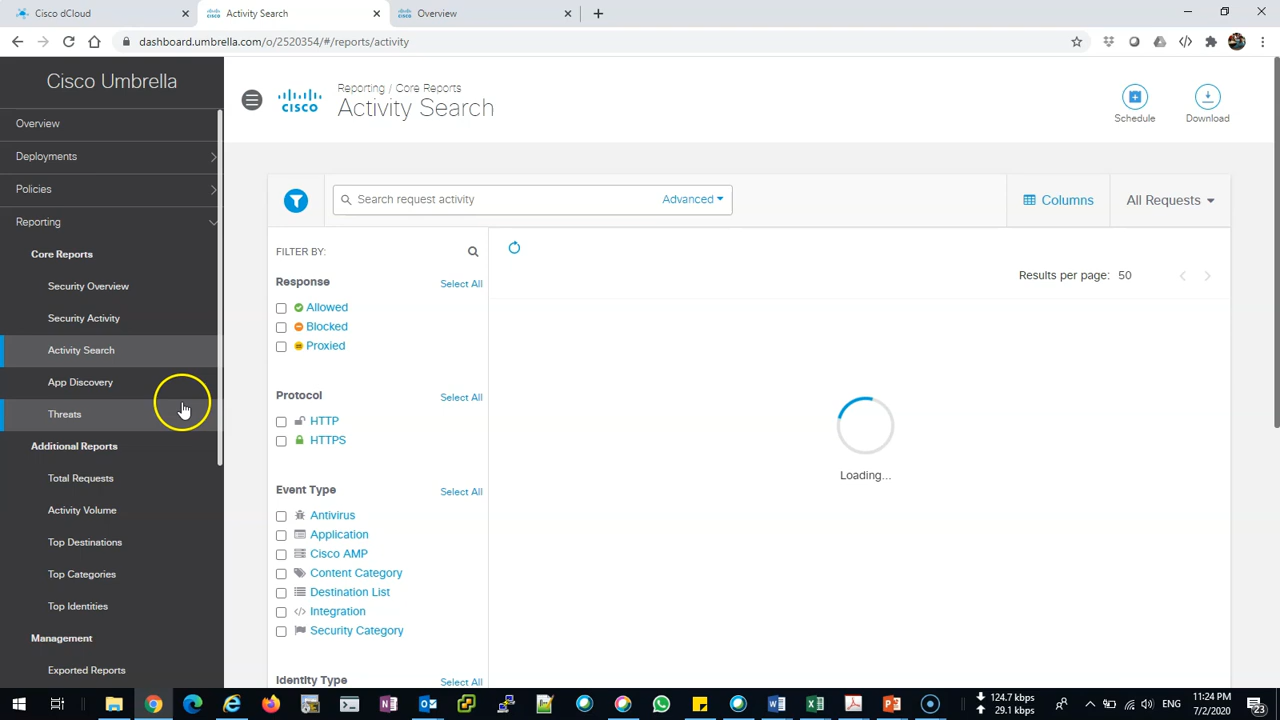 Cisco dCloud
Activity Search
Overview
dashboard.umbrella.com/o/2520354/#/reports/activity
Cisco Umbrella
Overview
Deployments
Policies
Reporting
Core Reports
Security Overview
Security Activity
Activity Search
App Discovery
Threats
Additional Reports
Total Requests
Activity Volume
Top Destinations
Top Categories
Top Identities
Management
Exported Reports
CISCO
Reporting / Core Reports
Activity Search
Schedule
Download
Search request activity
Advanced
Columns
All Requests
FILTER BY:
Response
Select All
Allowed
Blocked
Proxied
Protocol
Select All
HTTP
HTTPS
Event Type
Select All
Antivirus
Application
Cisco AMP
Content Category
Destination List
Integration
Security Category
Identity Type
Select All
Results per page: 50
Loading...
124.7 kbps
29.1 kbps
ENG
11:24 PM
7/2/2020
23